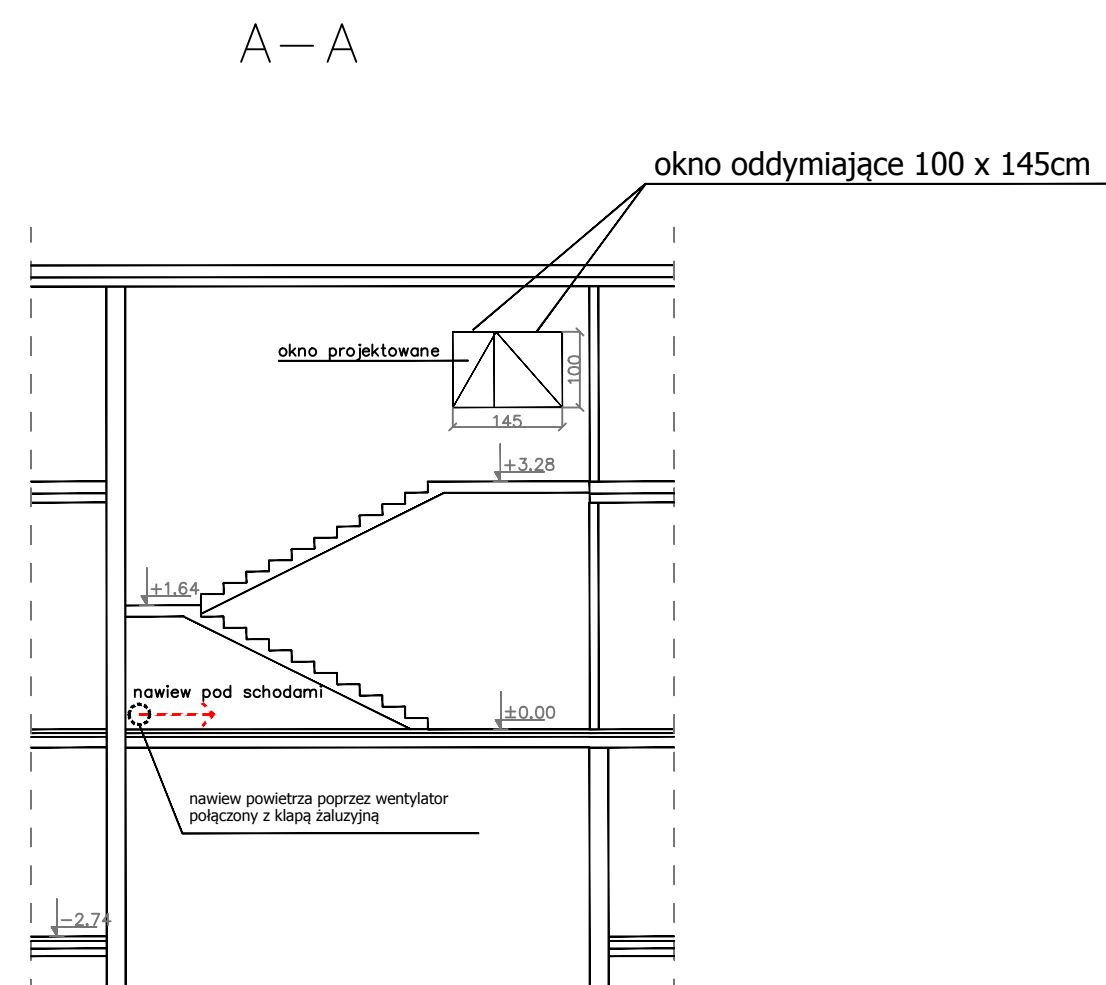 A-A
okno oddymiające 100 x 145cm
okno projektowane
100
145
+3.28
+1.64
nawiew pod schodami
±0.00
nawiew powietrza poprzez wentylator
połączony z klapą żaluzyjną
-2.74